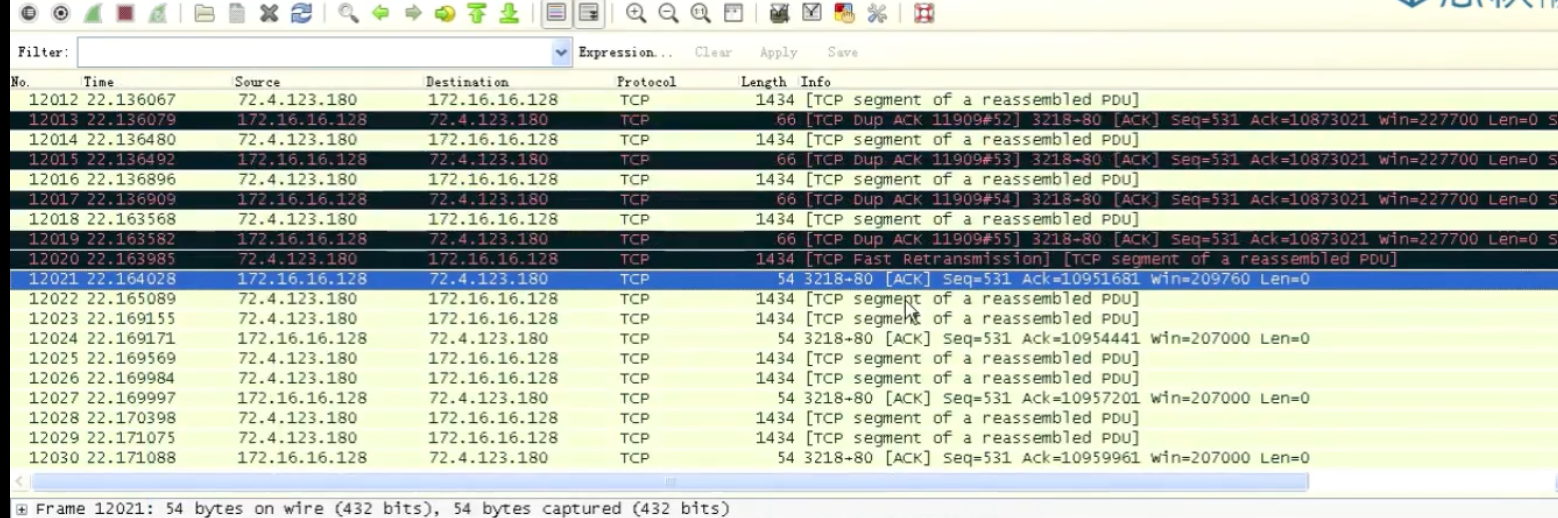 Filter: Expression... Clear Apply Save
No. Time Source Destination Protocol Length Info
12012 22.136067 72.4.123.180 172.16.16.128 TCP 1434 [TCP segment of a reassembled PDU]
12013 22.136079 172.16.16.128 72.4.123.180 TCP 66 [TCP Dup ACK 11909#52] 3218→80 [ACK] Seq=531 Ack=10873021 Win=227700 Len=0 S
12014 22.136480 72.4.123.180 172.16.16.128 TCP 1434 [TCP segment of a reassembled PDU]
12015 22.136492 172.16.16.128 72.4.123.180 TCP 66 [TCP Dup ACK 11909#53] 3218→80 [ACK] Seq=531 Ack=10873021 Win=227700 Len=0 S
12016 22.136896 72.4.123.180 172.16.16.128 TCP 1434 [TCP segment of a reassembled PDU]
12017 22.136909 172.16.16.128 72.4.123.180 TCP 66 [TCP Dup ACK 11909#54] 3218→80 [ACK] Seq=531 Ack=10873021 Win=227700 Len=0 S
12018 22.163568 72.4.123.180 172.16.16.128 TCP 1434 [TCP segment of a reassembled PDU]
12019 22.163582 172.16.16.128 72.4.123.180 TCP 66 [TCP Dup ACK 11909#55] 3218→80 [ACK] Seq=531 Ack=10873021 Win=227700 Len=0 S
12020 22.163985 72.4.123.180 172.16.16.128 TCP 1434 [TCP Fast Retransmission] [TCP segment of a reassembled PDU]
12021 22.164028 172.16.16.128 72.4.123.180 TCP 54 3218→80 [ACK] Seq=531 Ack=10951681 Win=209760 Len=0
12022 22.165089 72.4.123.180 172.16.16.128 TCP 1434 [TCP segment of a reassembled PDU]
12023 22.169155 72.4.123.180 172.16.16.128 TCP 1434 [TCP segment of a reassembled PDU]
12024 22.169171 172.16.16.128 72.4.123.180 TCP 54 3218→80 [ACK] Seq=531 Ack=10954441 Win=207000 Len=0
12025 22.169569 72.4.123.180 172.16.16.128 TCP 1434 [TCP segment of a reassembled PDU]
12026 22.169984 72.4.123.180 172.16.16.128 TCP 1434 [TCP segment of a reassembled PDU]
12027 22.169997 172.16.16.128 72.4.123.180 TCP 54 3218→80 [ACK] Seq=531 Ack=10957201 Win=207000 Len=0
12028 22.170398 72.4.123.180 172.16.16.128 TCP 1434 [TCP segment of a reassembled PDU]
12029 22.171075 72.4.123.180 172.16.16.128 TCP 1434 [TCP segment of a reassembled PDU]
12030 22.171088 172.16.16.128 72.4.123.180 TCP 54 3218→80 [ACK] Seq=531 Ack=10959961 Win=207000 Len=0
Frame 12021: 54 bytes on wire (432 bits), 54 bytes captured (432 bits)